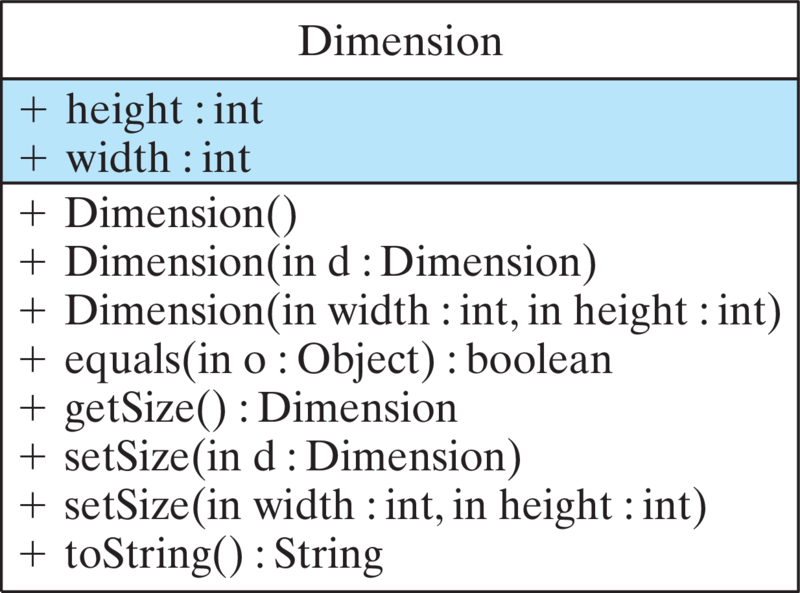 Dimension
+ height : int
+ width : int
+ Dimension()
+ Dimension(in d : Dimension)
+ Dimension(in width : int, in height : int)
+ equals(in o : Object) : boolean
+ getSize() : Dimension
+ setSize(in d : Dimension)
+ setSize(in width : int, in height : int)
+ toString() : String